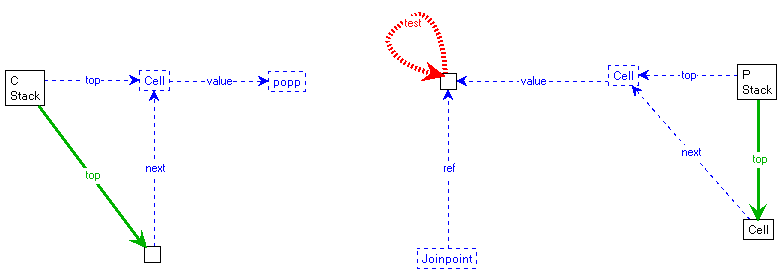 test
C
Stack
top
Cell
value
popp
value
Cell
top
P
Stack
top
next
ref
next
top
Cell
Joinpoint